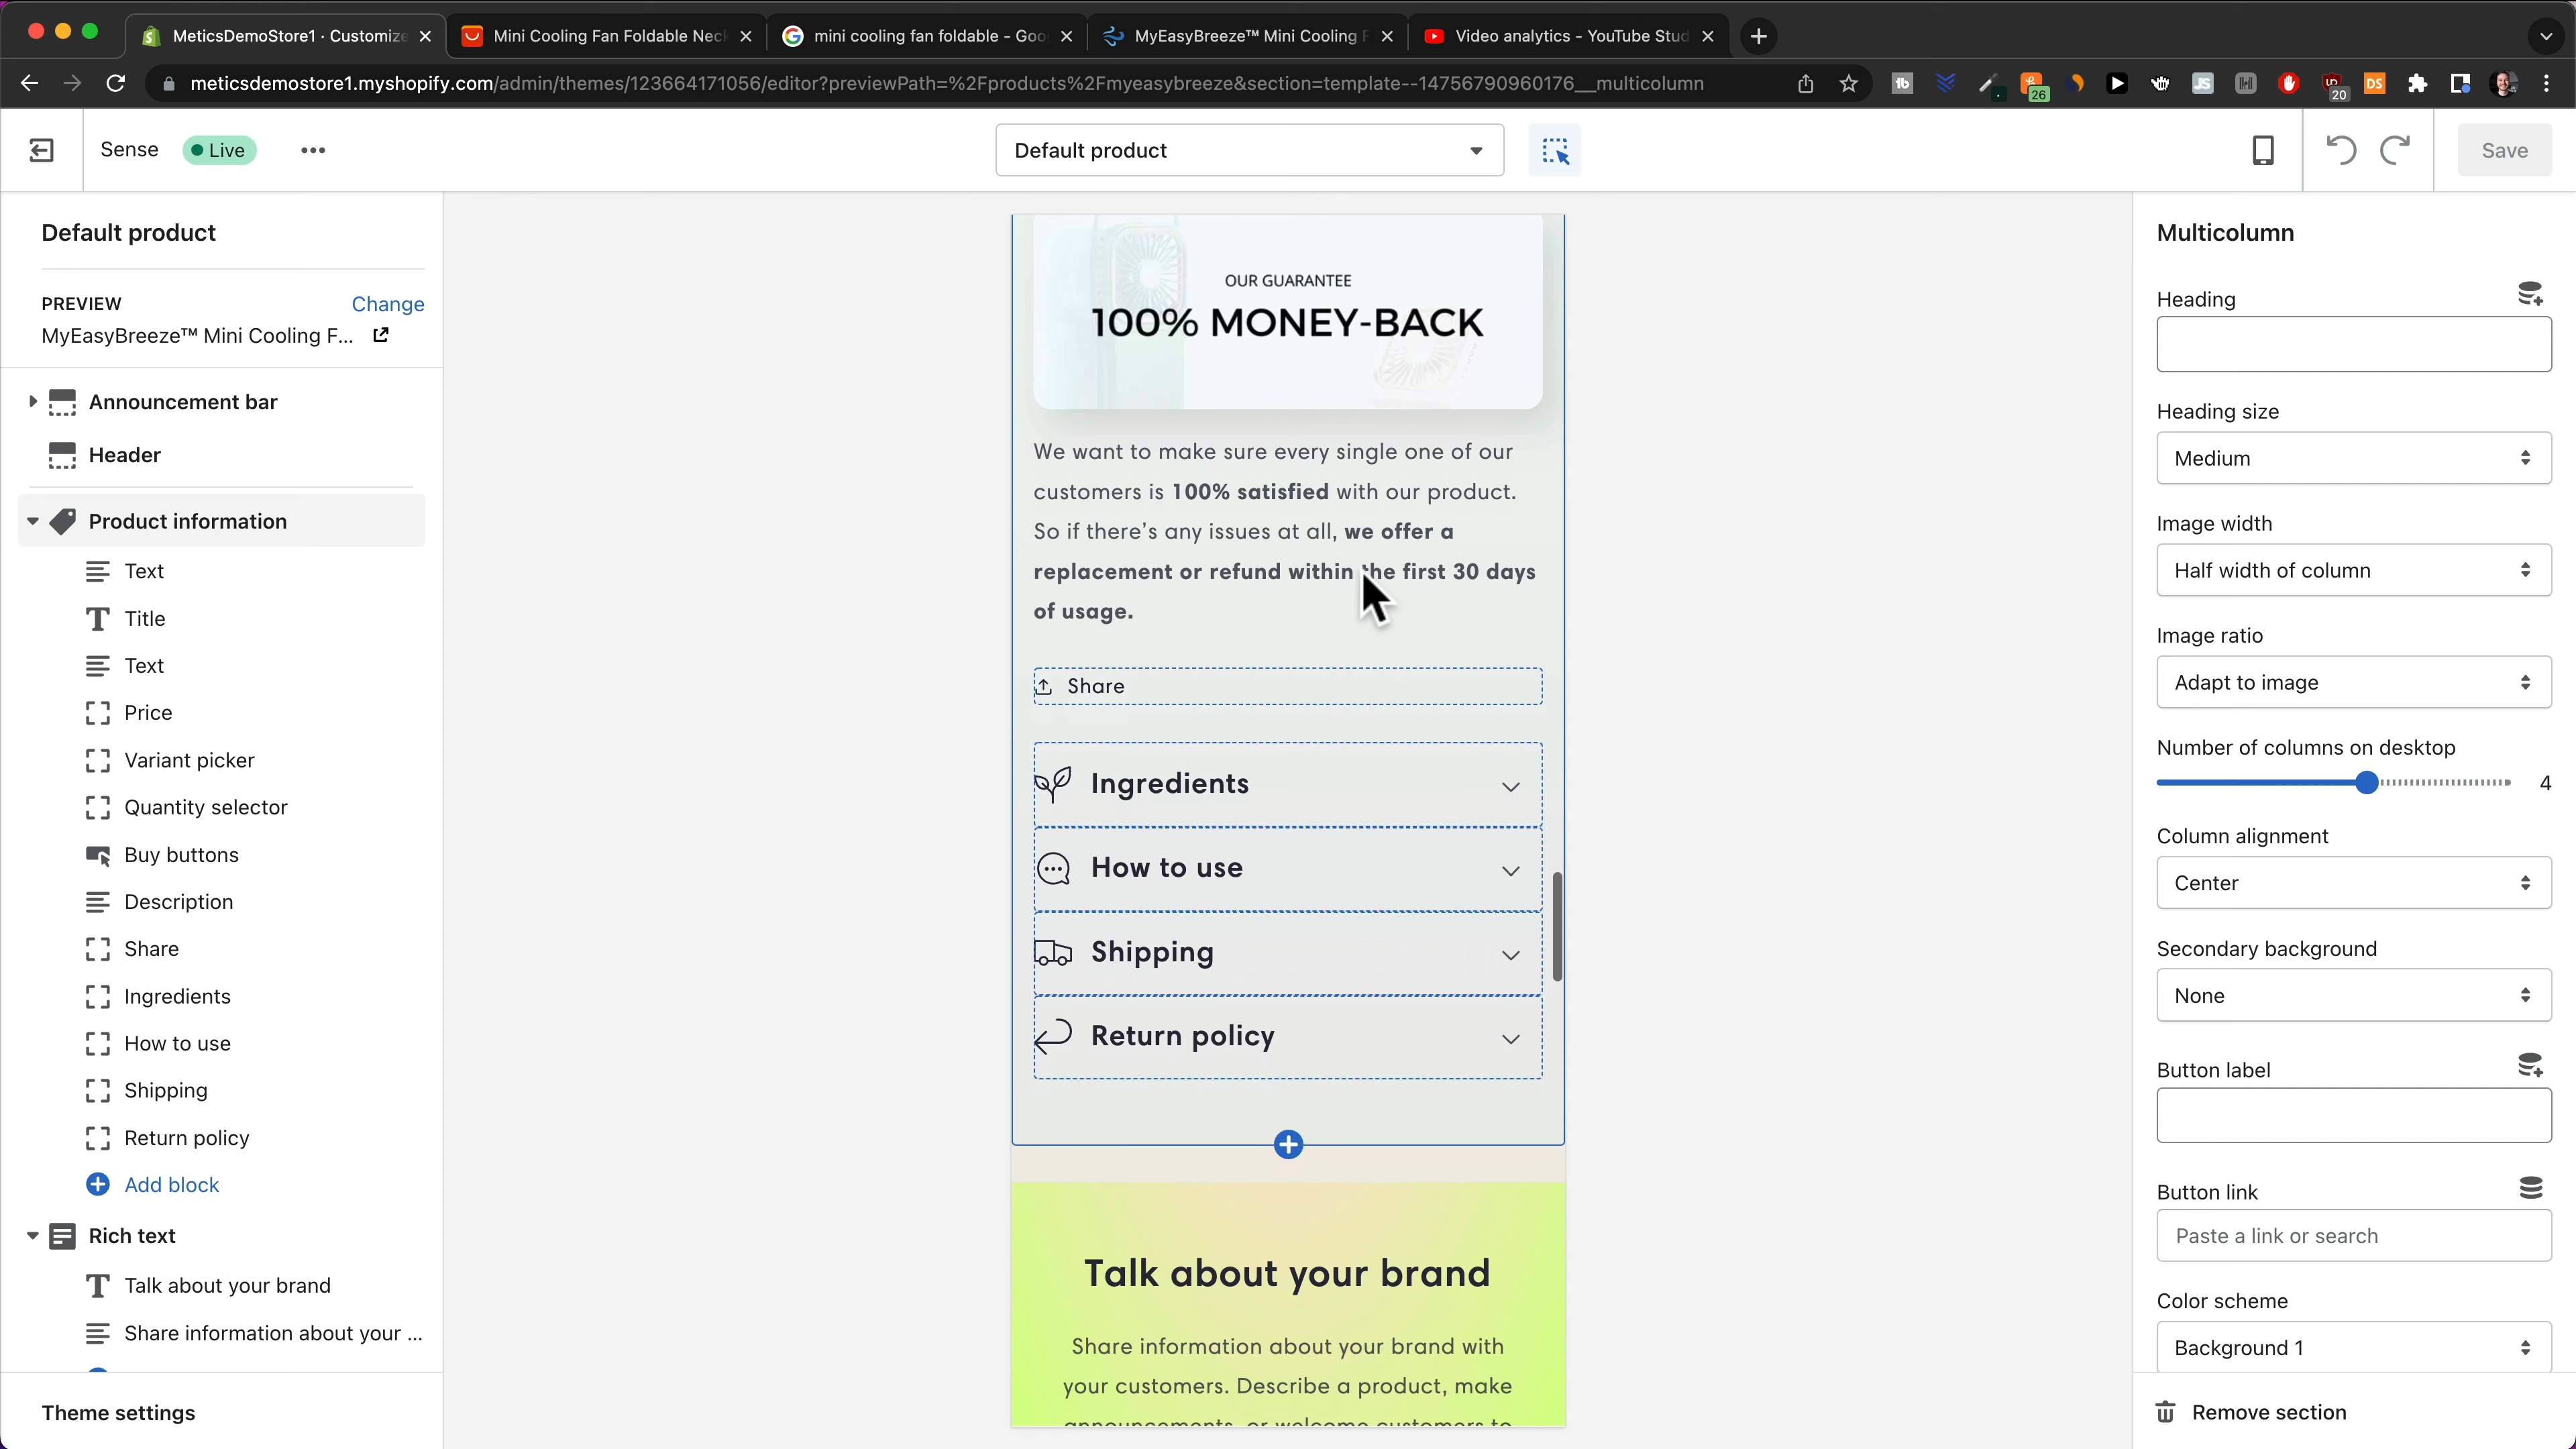 MeticsDemoStore1 · Customize
Mini Cooling Fan Foldable Neck
mini cooling fan foldable - Goo
MyEasyBreeze™ Mini Cooling F
Video analytics - YouTube Stud
meticsdemostore1.myshopify.com/admin/themes/123664171056/editor?previewPath=%2Fproducts%2Fmyeasybreeze&section=template--14756790960176__multicolumn
26
20
Sense
Live
Default product
Save
Default product
PREVIEW
Change
MyEasyBreeze™ Mini Cooling F...
Announcement bar
Header
Product information
Text
Title
Text
Price
Variant picker
Quantity selector
Buy buttons
Description
Share
Ingredients
How to use
Shipping
Return policy
Add block
Rich text
Talk about your brand
Share information about your ...
Theme settings
OUR GUARANTEE
100% MONEY-BACK
We want to make sure every single one of our
customers is 100% satisfied with our product.
So if there's any issues at all, we offer a
replacement or refund within the first 30 days
of usage.
Share
Ingredients
How to use
Shipping
Return policy
Talk about your brand
Share information about your brand with
your customers. Describe a product, make
announcements, or welcome customers to
Multicolumn
Heading
Heading size
Medium
Image width
Half width of column
Image ratio
Adapt to image
Number of columns on desktop
4
Column alignment
Center
Secondary background
None
Button label
Button link
Paste a link or search
Color scheme
Background 1
Remove section